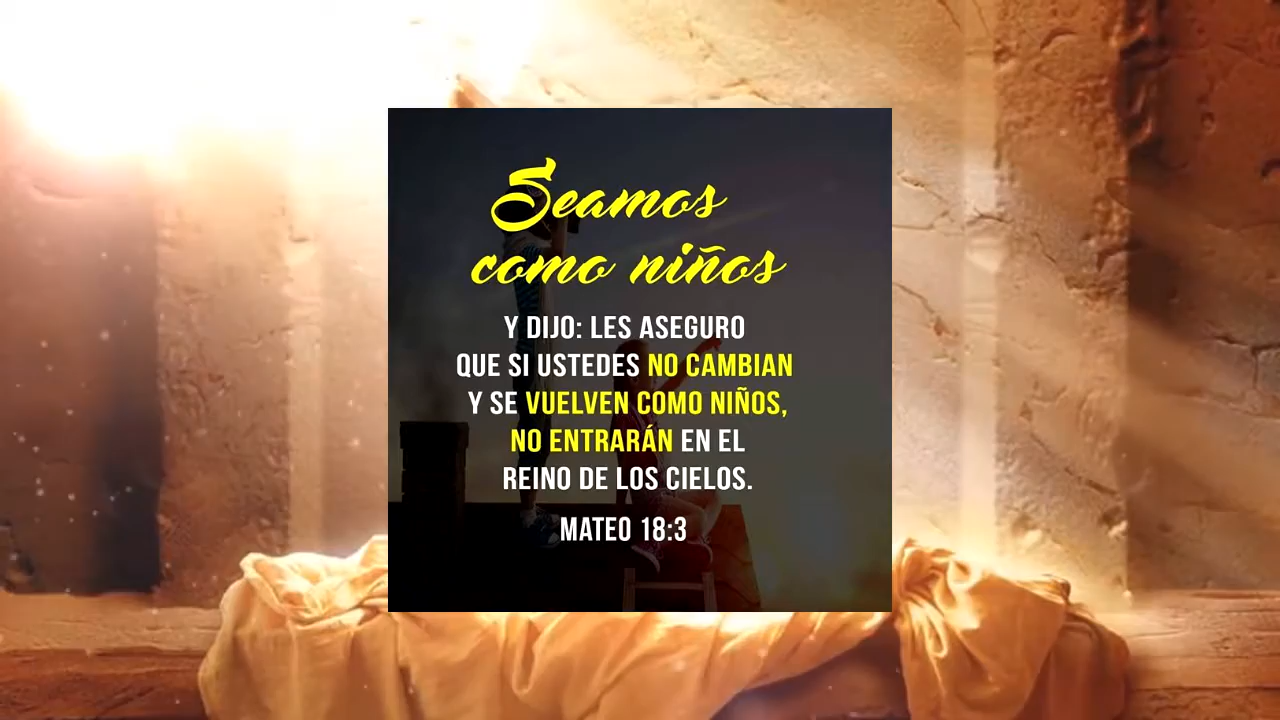 Seamos
como niños
Y DIJO: LES ASEGURO
QUE SI USTEDES NO CAMBIAN
Y SE VUELVEN COMO NIÑOS,
NO ENTRARÁN EN EL
REINO DE LOS CIELOS.
MATEO 18:3